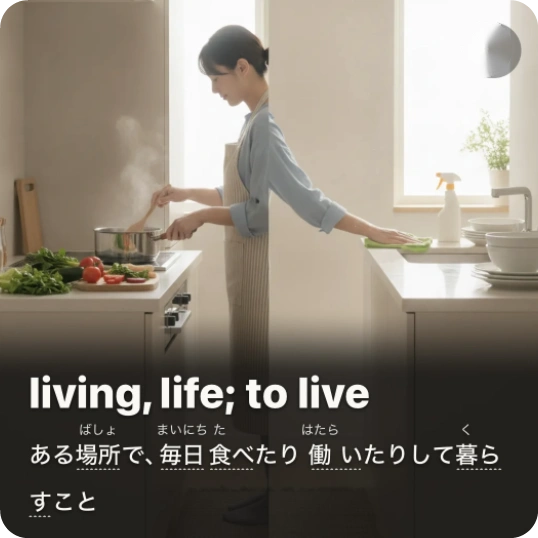 living, life; to live
ばしょ まいにち た はたら く
ある場所で、毎日食べたり働いたりして暮ら
すこと